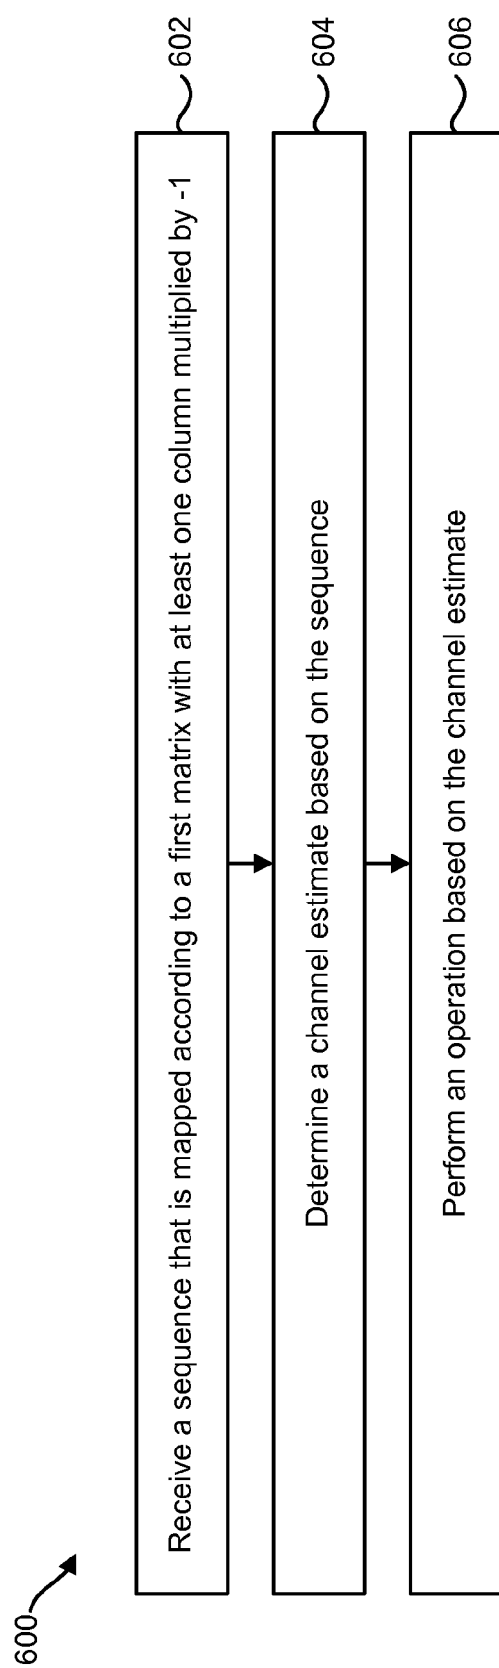 600
Receive a sequence that is mapped according to a first matrix with at least one column multiplied by -1
602
Determine a channel estimate based on the sequence
604
Perform an operation based on the channel estimate
606